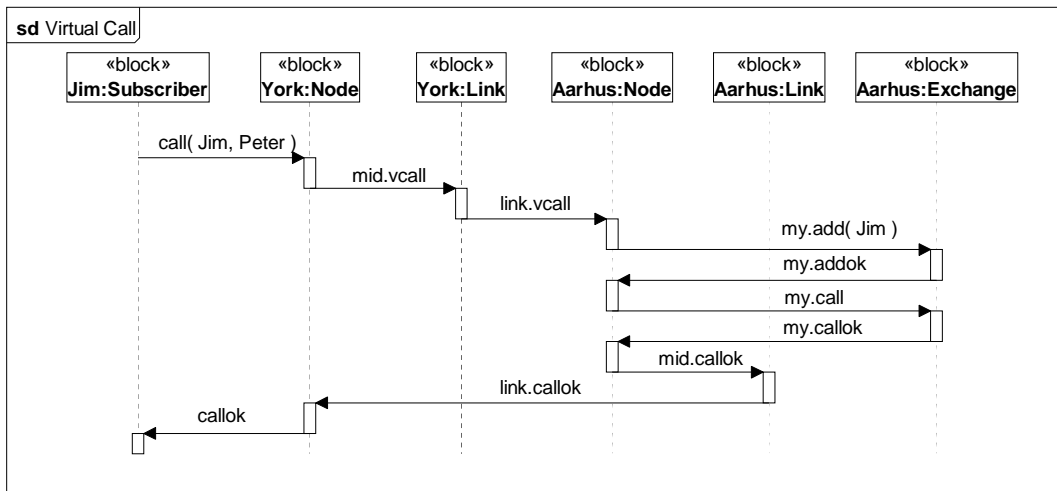 sd Virtual Call
«block» «block» «block» «block» «block» «block»
Jim:Subscriber York:Node York:Link Aarhus:Node Aarhus:Link Aarhus:Exchange
call( Jim, Peter )
mid.vcall
link.vcall
my.add( Jim )
my.addok
my.call
my.callok
mid.callok
link.callok
callok